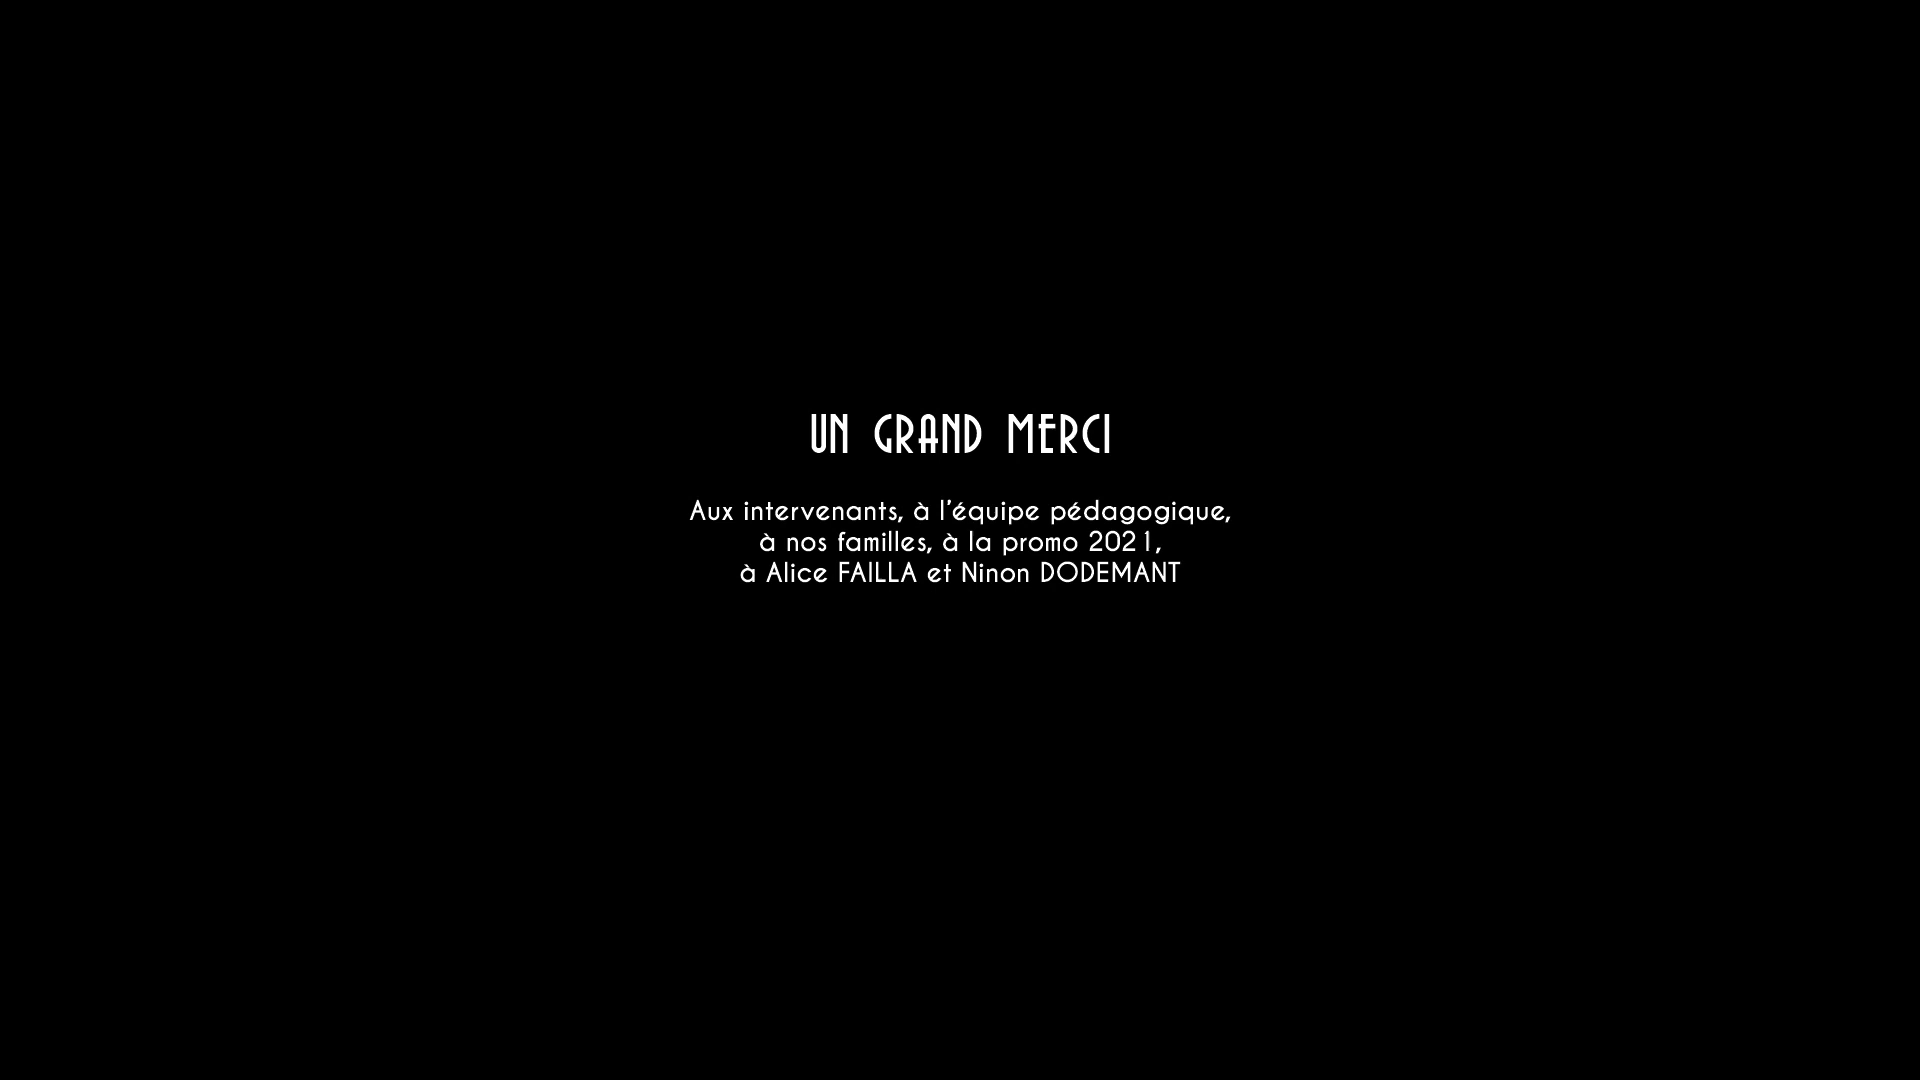 UN GRAND MERCI
Aux intervenants, à l'équipe pédagogique,
à nos familles, à la promo 2021,
à Alice FAILLA et Ninon DODEMANT